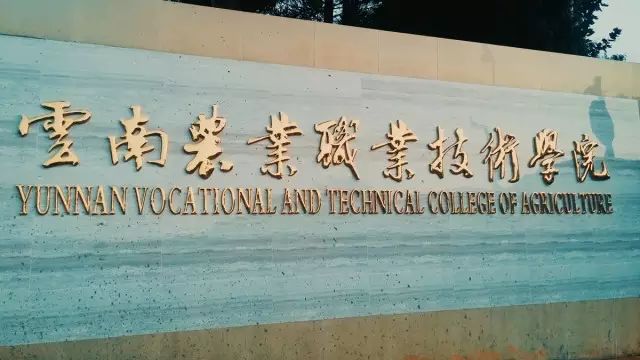 雲南農業職業技術學院
YUNNAN VOCATIONAL AND TECHNICAL COLLEGE OF AGRICULTURE